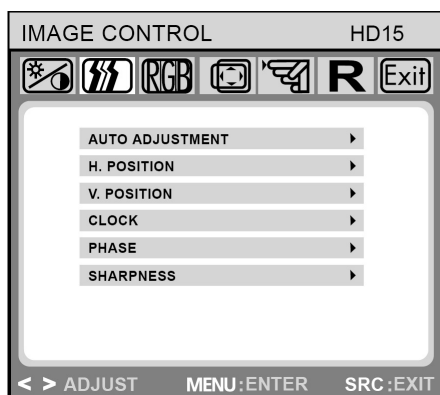 IMAGE CONTROL HD15
RGB R Exit
AUTO ADJUSTMENT
H. POSITION
V. POSITION
CLOCK
PHASE
SHARPNESS
< > ADJUST MENU:ENTER SRC:EXIT